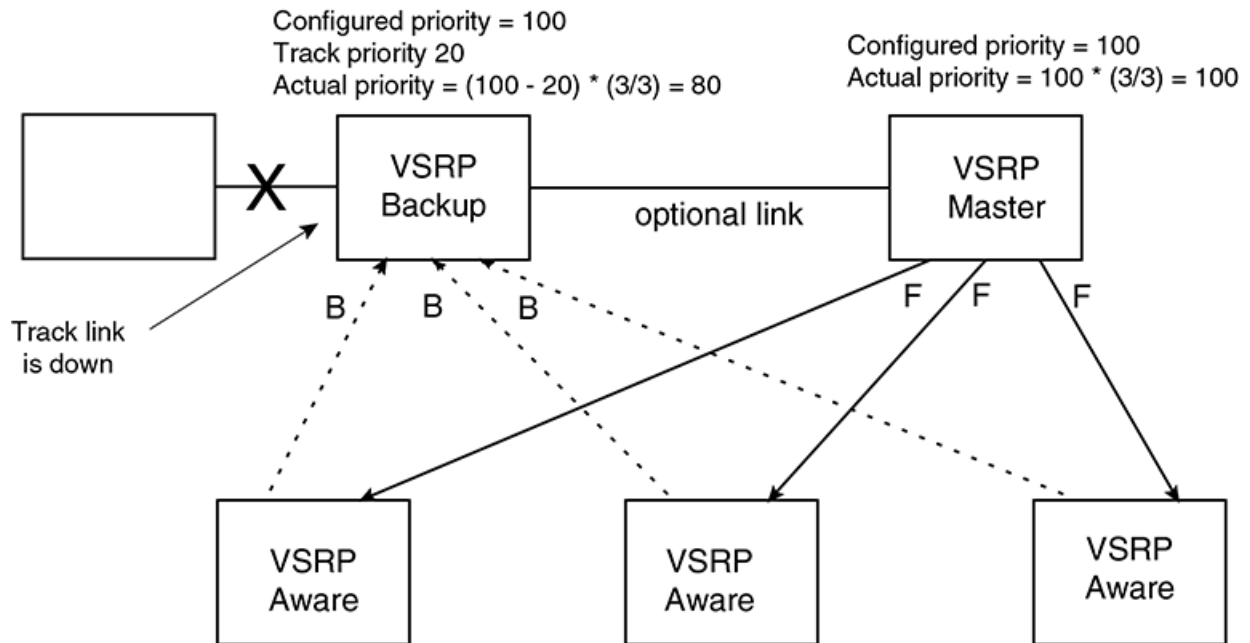 Configured priority = 100
Track priority 20
Actual priority = (100 - 20) * (3/3) = 80
Configured priority = 100
Actual priority = 100 * (3/3) = 100
X
VSRP
Backup
optional link
VSRP
Master
Track link
is down
B
B
B
F
F
F
VSRP
Aware
VSRP
Aware
VSRP
Aware